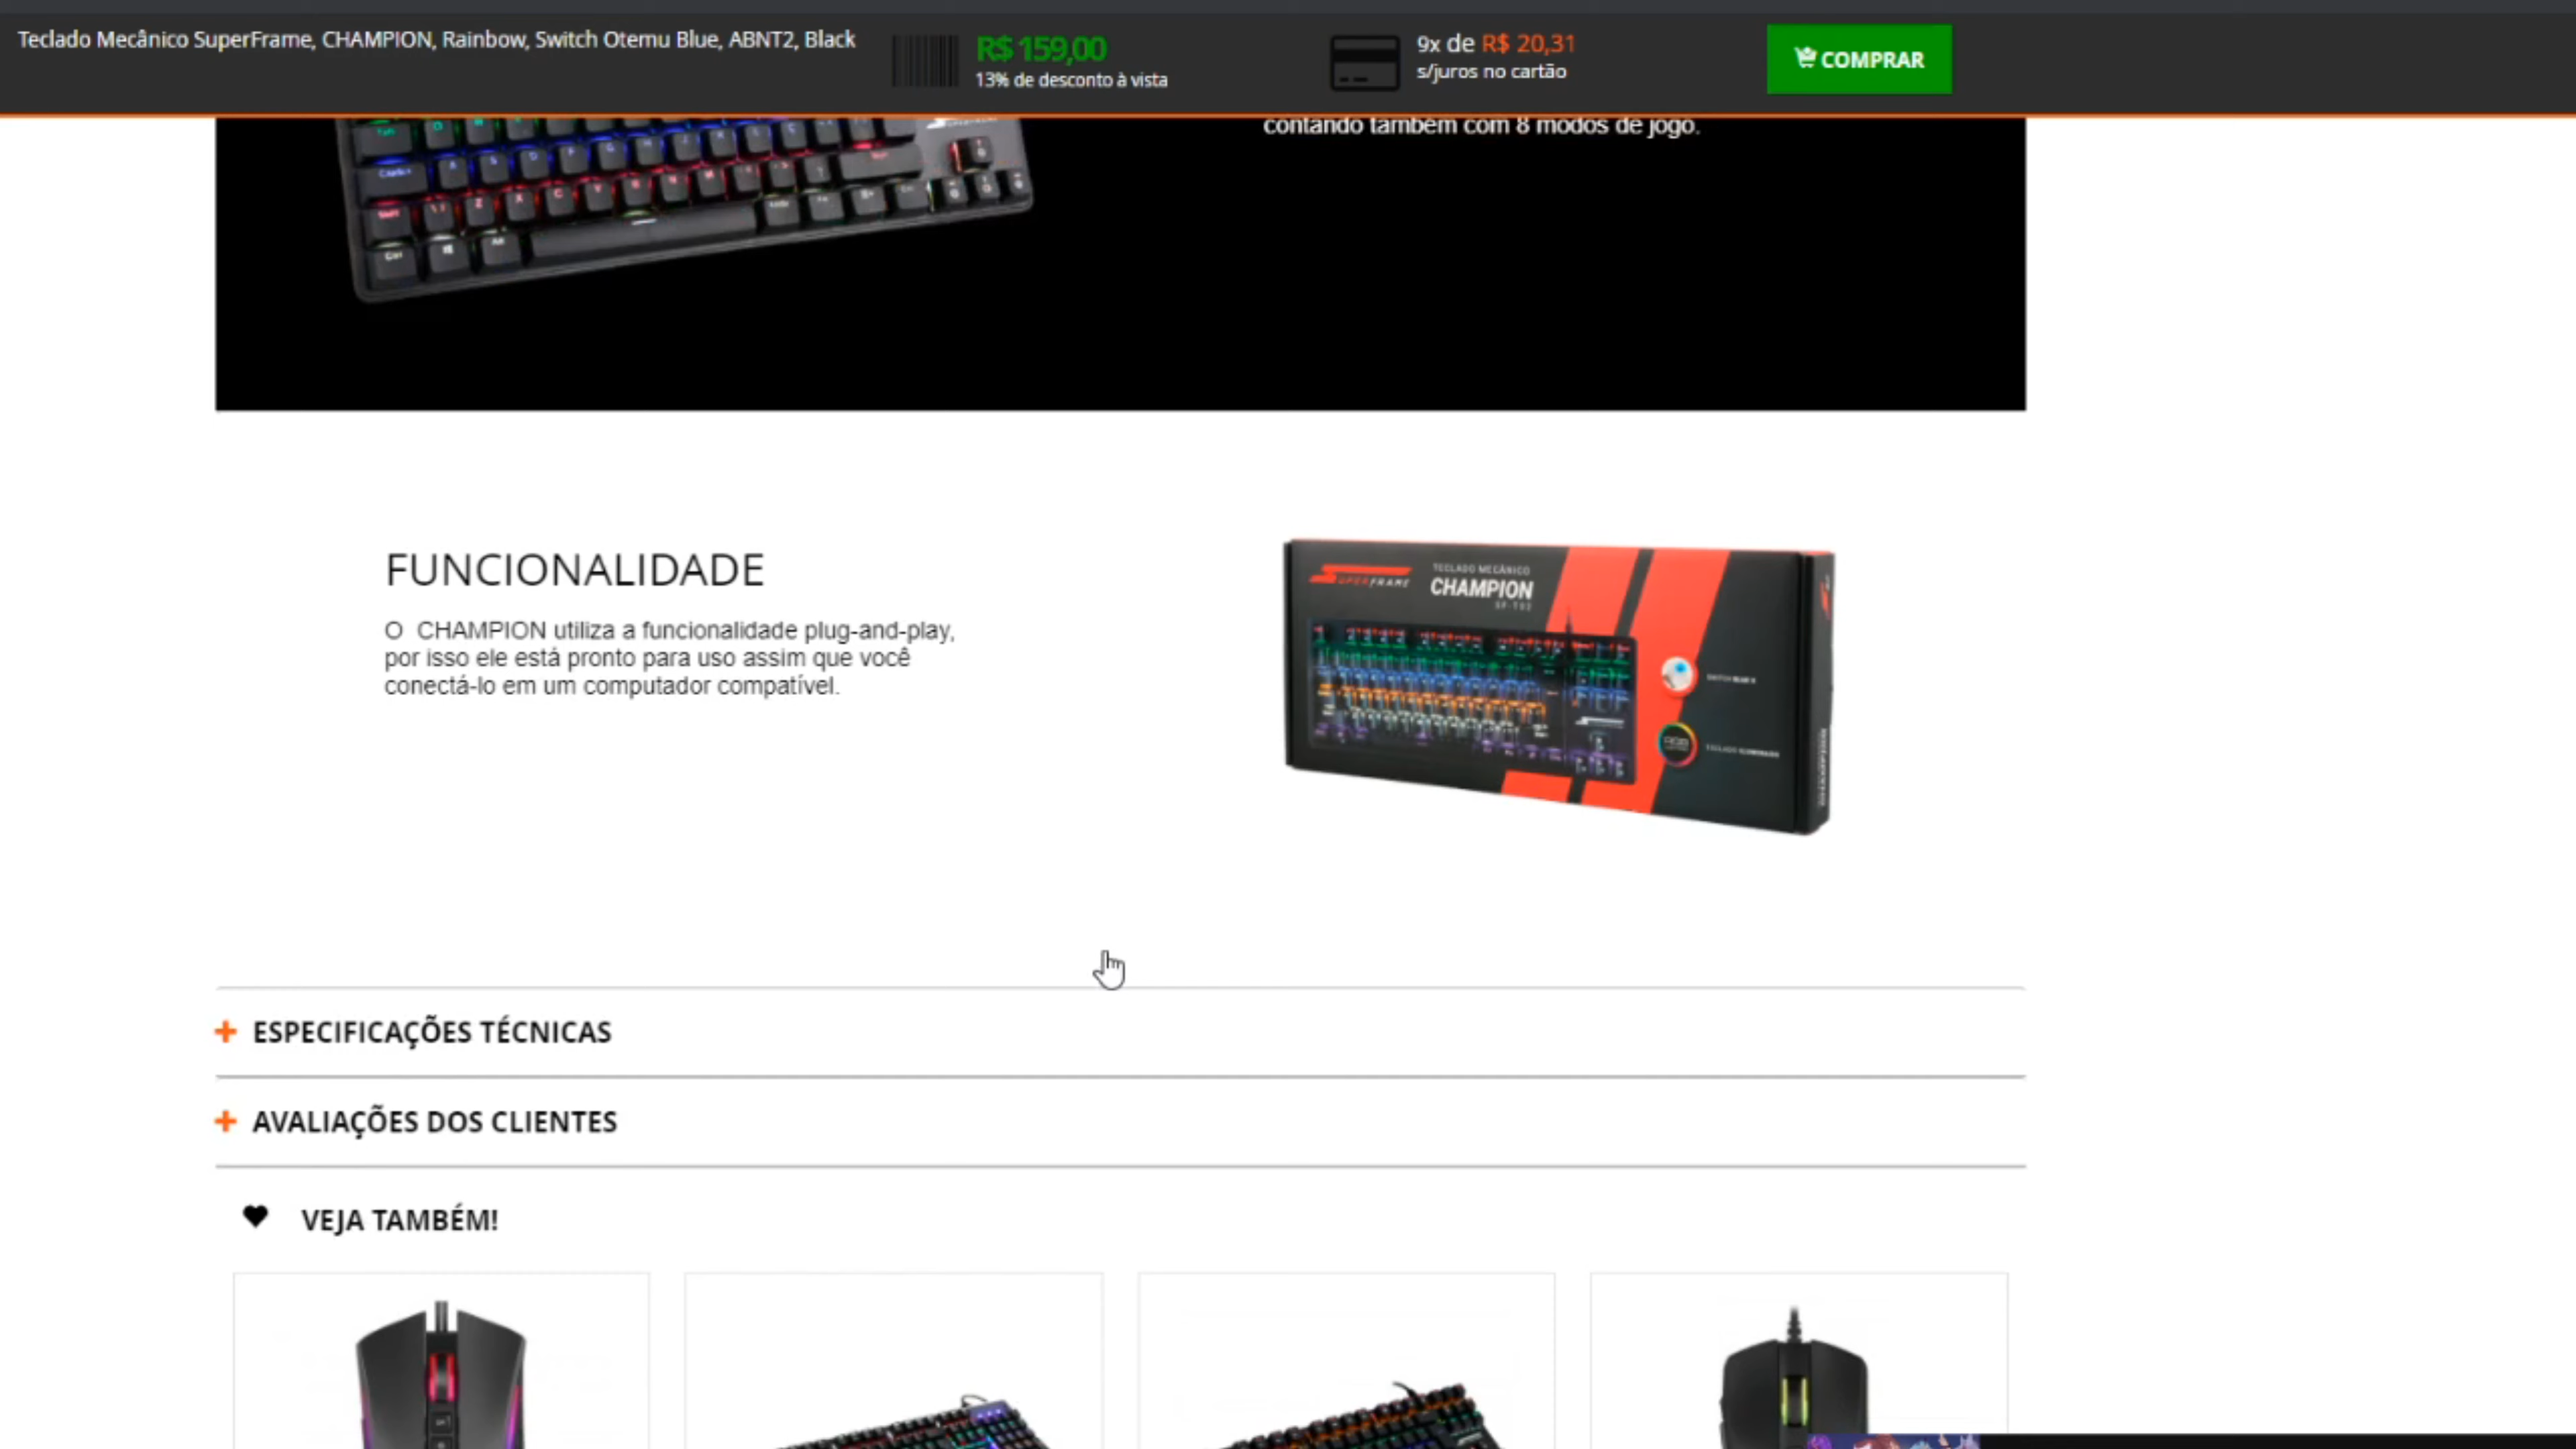 Teclado Mecânico SuperFrame, CHAMPION, Rainbow, Switch Otemu Blue, ABNT2, Black
R$ 159,00
13% de desconto à vista
9x de R$ 20,31
s/juros no cartão
COMPRAR
contando também com 8 modos de jogo.
FUNCIONALIDADE
O CHAMPION utiliza a funcionalidade plug-and-play,
por isso ele está pronto para uso assim que você
conectá-lo em um computador compatível.
SUPERFRAME
TECLADO MECÂNICO
CHAMPION
ESPECIFICAÇÕES TÉCNICAS
AVALIAÇÕES DOS CLIENTES
VEJA TAMBÉM!